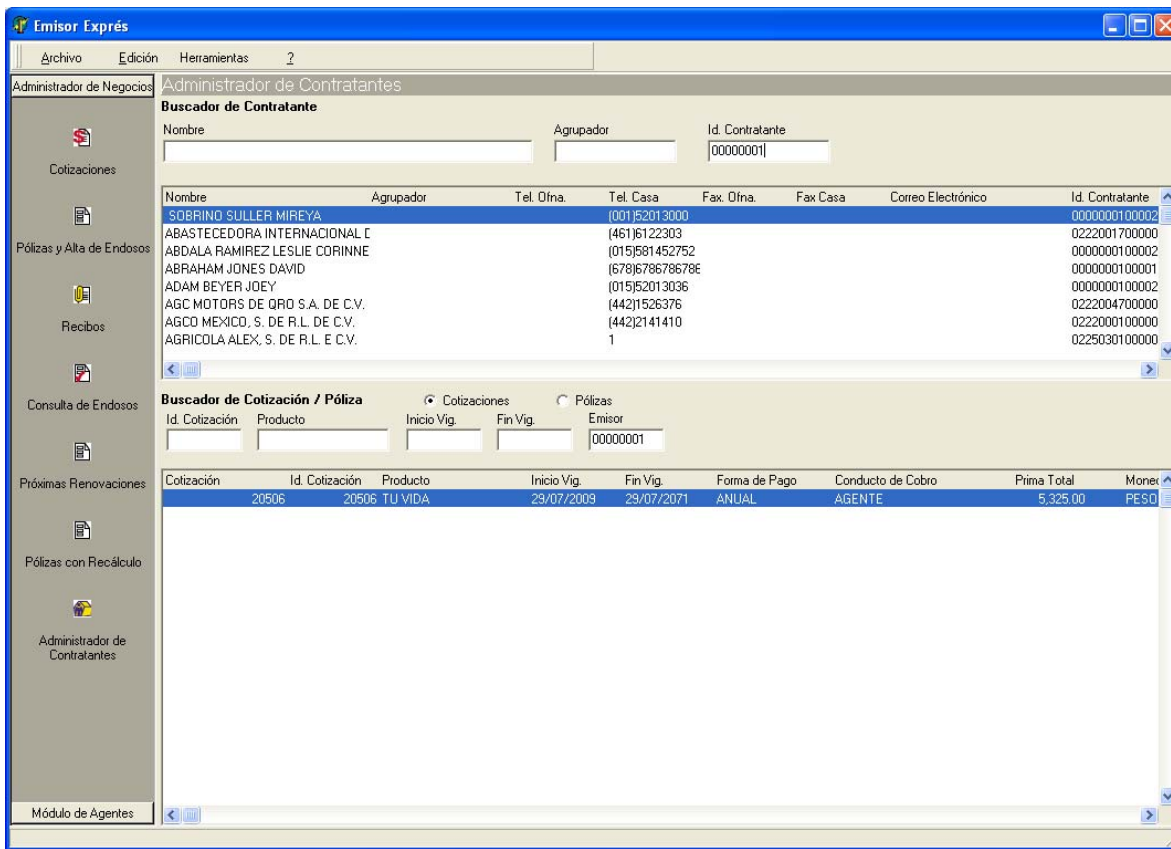 Emisor Exprés
Archivo Edición Herramientas ?
Administrador de Negocios
Cotizaciones
Pólizas y Alta de Endosos
Recibos
Consulta de Endosos
Próximas Renovaciones
Pólizas con Recálculo
Administrador de
Contratantes
Módulo de Agentes
Administrador de Contratantes
Buscador de Contratante
Nombre Agrupador Id. Contratante
00000001
Nombre Agrupador Tel. Ofna. Tel. Casa Fax. Ofna. Fax Casa Correo Electrónico Id. Contratante
SOBRINO SULLER MIREYA (001)52013000 0000000100002
ABASTECEDORA INTERNACIONAL D (461)6122303 0222001700000
ABDALA RAMIREZ LESLIE CORINNE (015)581452752 0000000100002
ABRAHAM JONES DAVID (678)6786786786 0000000100001
ADAM BEYER JOEY (015)52013036 0000000100002
AGC MOTORS DE QRO S.A. DE C.V. (442)1526376 0222004700000
AGCO MEXICO, S. DE R.L. DE C.V. (442)2141410 0222000100000
AGRICOLA ALEX, S. DE R.L. E C.V. 1 0225030100000
Buscador de Cotización / Póliza Cotizaciones Pólizas
Id. Cotización Producto Inicio Vig. Fin Vig. Emisor
00000001
Cotización Id. Cotización Producto Inicio Vig. Fin Vig. Forma de Pago Conducto de Cobro Prima Total Moned
20506 20506 TU VIDA 29/07/2009 29/07/2071 ANUAL AGENTE 5,325.00 PESO